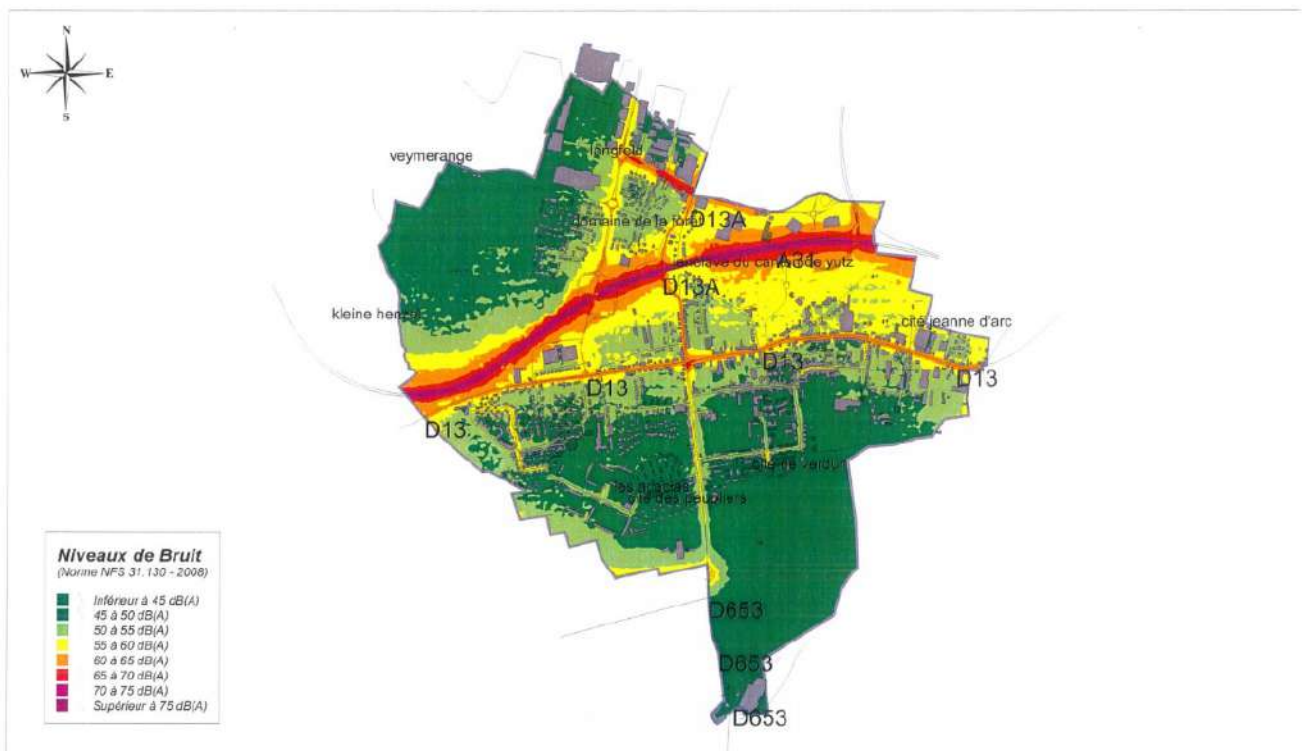 N
W E
S
veymerange
langfeld
domaine de la forêt
D13A
A31
D13A
kleine
cité jeanne d'arc
D13
D13
D13
D13
cité de verdun
les acacias
cité des peupliers
D653
D653
D653
Niveaux de Bruit
(Norme NFS 31.130 - 2008)
Inférieur à 45 dB(A)
45 à 50 dB(A)
50 à 55 dB(A)
55 à 60 dB(A)
60 à 65 dB(A)
65 à 70 dB(A)
70 à 75 dB(A)
Supérieur à 75 dB(A)